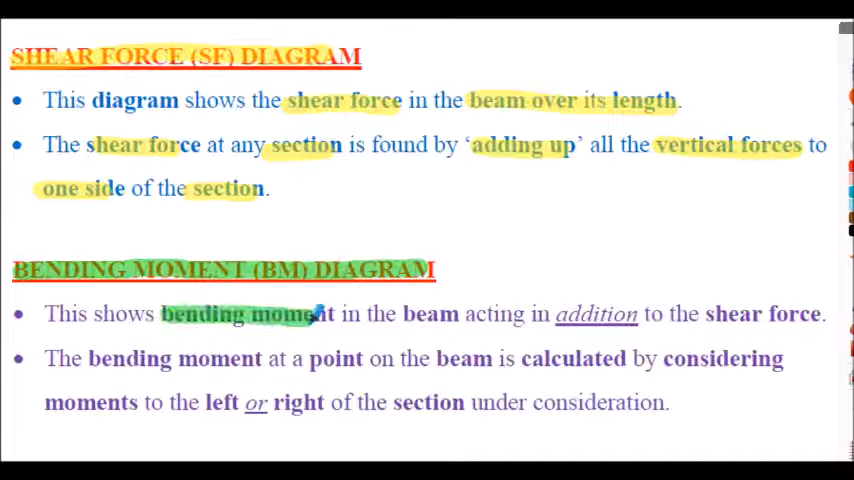 SHEAR FORCE (SF) DIAGRAM
• This diagram shows the shear force in the beam over its length.
• The shear force at any section is found by ‘adding up’ all the vertical forces to
one side of the section.
BENDING MOMENT (BM) DIAGRAM
• This shows bending moment in the beam acting in addition to the shear force.
• The bending moment at a point on the beam is calculated by considering
moments to the left or right of the section under consideration.